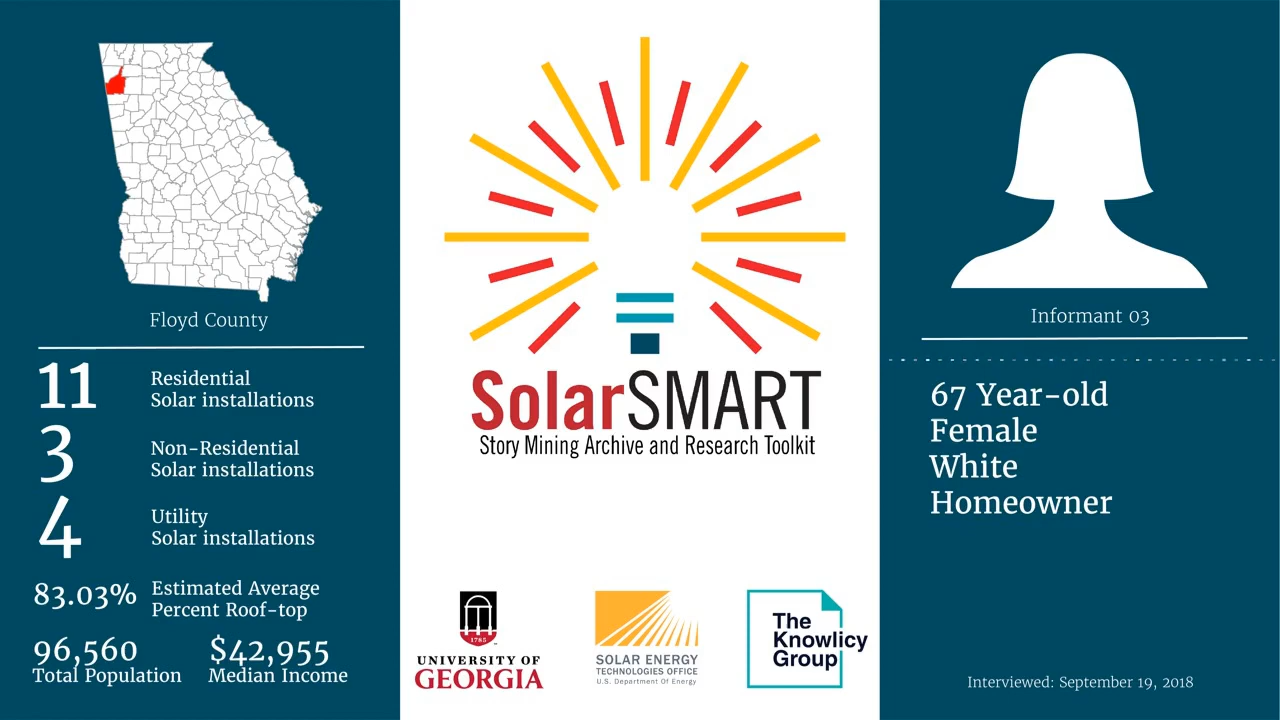 Floyd County
11
Residential
Solar installations
3
Non-Residential
Solar installations
4
Utility
Solar installations
83.03%
Estimated Average
Percent Roof-top
96,560
Total Population
$42,955
Median Income
SolarSMART
Story Mining Archive and Research Toolkit
1785
UNIVERSITY OF
GEORGIA
SOLAR ENERGY
TECHNOLOGIES OFFICE
U.S. Department Of Energy
The
Knowlicy
Group
Informant 03
67 Year-old
Female
White
Homeowner
Interviewed: September 19, 2018